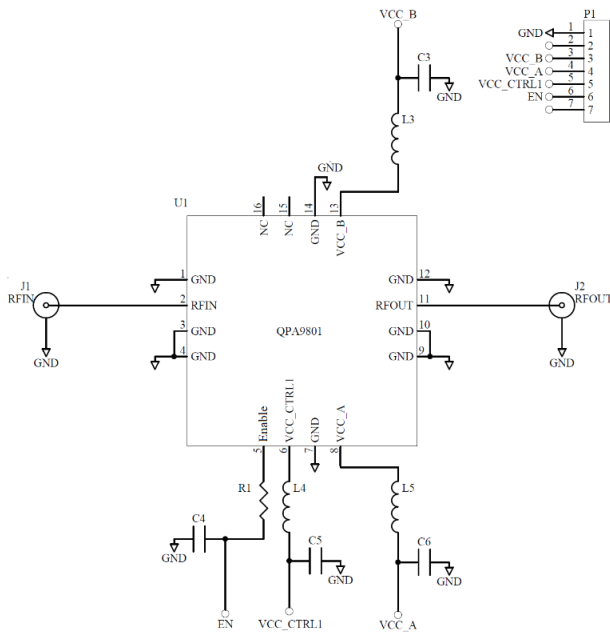 VCC_B
P1
GND 1 1
2 2
VCC_B 3 3
VCC_A 4 4
VCC_CTRL1 5 5
EN 6 6
7 7
C3
GND
L3
GND
U1
16 15 14 13
NC NC GND VCC_B
1 GND
GND 12
J1
RFIN
2 RFIN
RFOUT 11
J2
RFOUT
3 GND
QPA9801
GND 10
GND
4 GND
GND 9
GND
Enable VCC_CTRL1 GND VCC_A
5 6 7 8
R1
L4
L5
C4
GND
C5
GND
C6
GND
EN
VCC_CTRL1
VCC_A